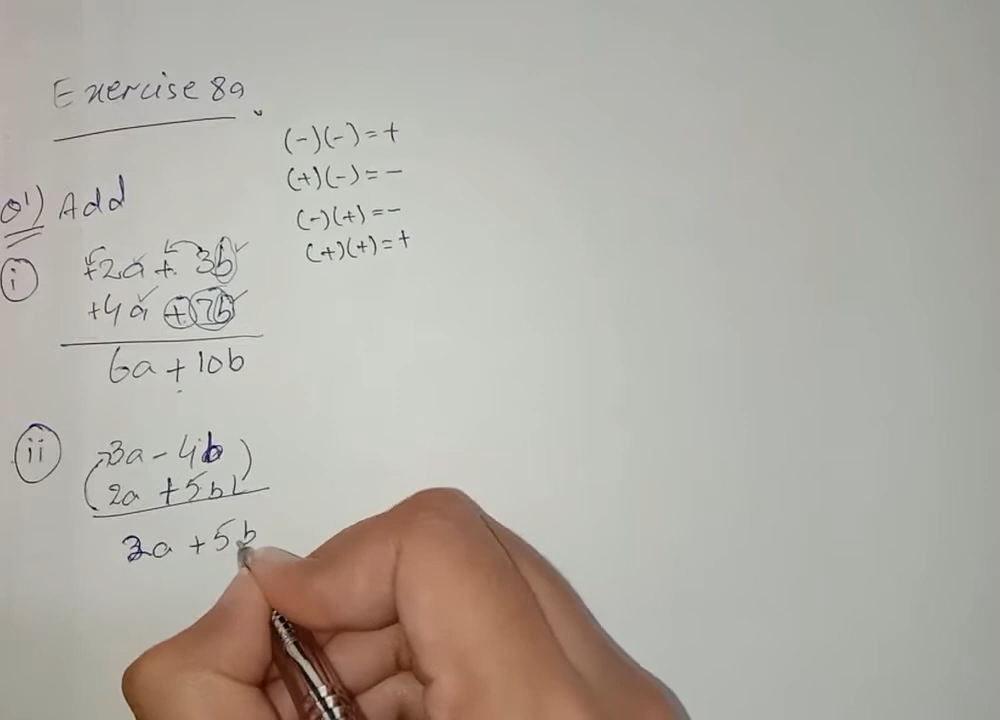 Exercise 8a.
(-)(-)=+
(+)(-)=-
(-)(+)=-
(+)(+)=+
Q1) Add
i
+2a + 3b
+4a +7b
6a + 10b
ii
3a - 4b
2a + 5b
2a + 5b